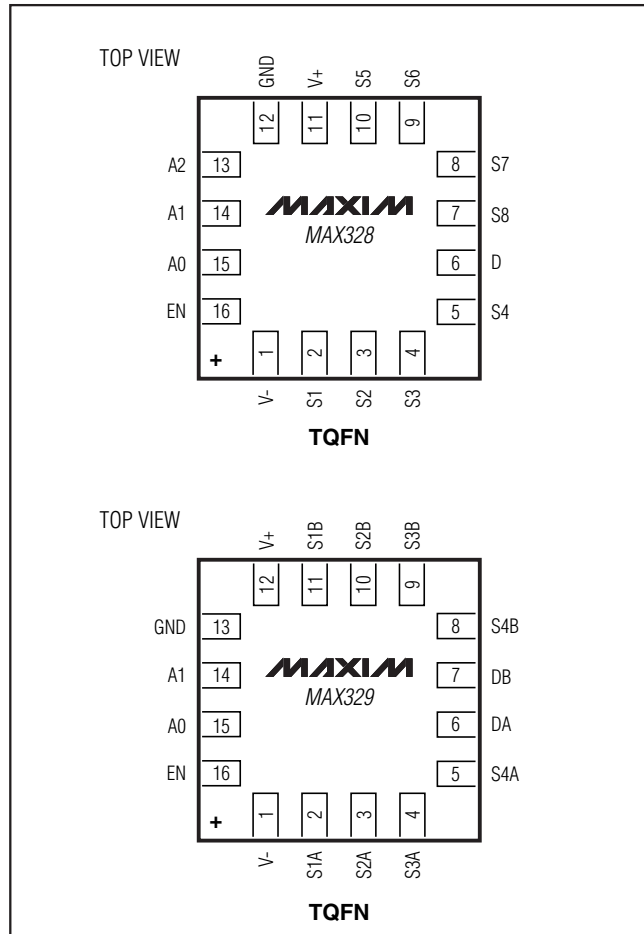 TOP VIEW
GND V+ S5 S6
12 11 10 9
A2 13 8 S7
A1 14 MAXIM 7 S8
MAX328
A0 15 6 D
EN 16 5 S4
+ 1 2 3 4
V- S1 S2 S3
TQFN
TOP VIEW
V+ S1B S2B S3B
12 11 10 9
GND 13 8 S4B
A1 14 MAXIM 7 DB
MAX329
A0 15 6 DA
EN 16 5 S4A
+ 1 2 3 4
V- S1A S2A S3A
TQFN